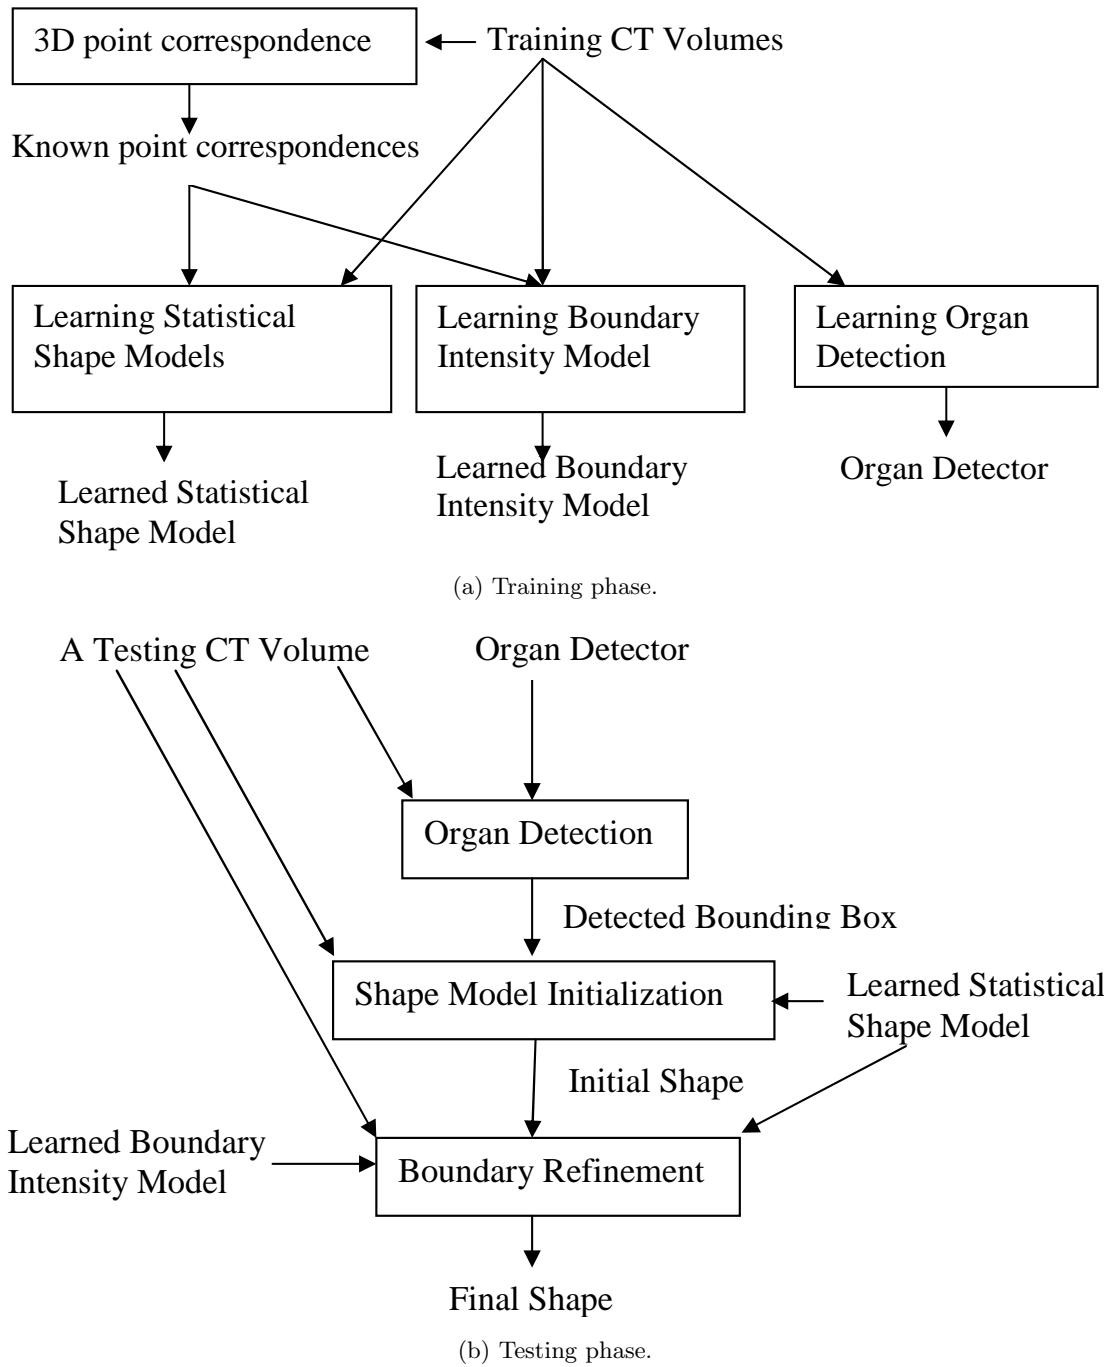 3D point correspondence
Training CT Volumes
Known point correspondences
Learning Statistical
Shape Models
Learning Boundary
Intensity Model
Learning Organ
Detection
Learned Statistical
Shape Model
Learned Boundary
Intensity Model
Organ Detector
(a) Training phase.
A Testing CT Volume
Organ Detector
Organ Detection
Detected Bounding Box
Shape Model Initialization
Learned Statistical
Shape Model
Initial Shape
Learned Boundary
Intensity Model
Boundary Refinement
Final Shape
(b) Testing phase.